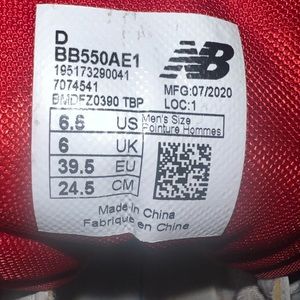 D
BB550AE1
195173290041
7074541
BMDFZ0390 TBP
NB
MFG:07/2020
LOC:1
6.5 US Men's Size
Pointure Hommes
6 UK
39.5 EU
24.5 CM
Made in China
Fabriqué en Chine